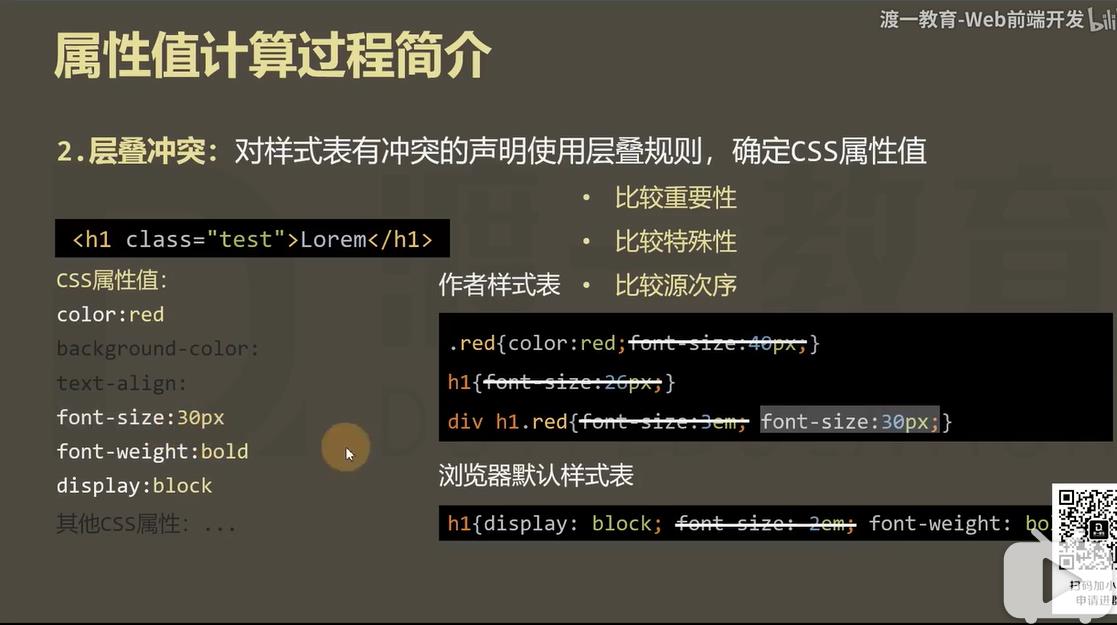 渡一教育-Web前端开发
属性值计算过程简介
2.层叠冲突：对样式表有冲突的声明使用层叠规则，确定CSS属性值
• 比较重要性
• 比较特殊性
• 比较源次序
<h1 class="test">Lorem</h1>
CSS属性值:
color:red
background-color:
text-align:
font-size:30px
font-weight:bold
display:block
其他CSS属性: ...
作者样式表
.red{color:red;font-size:40px;}
h1{font-size:26px;}
div h1.red{font-size:3em; font-size:30px;}
浏览器默认样式表
h1{display: block; font-size: 2em; font-weight: bo
扫码加小
申请进群